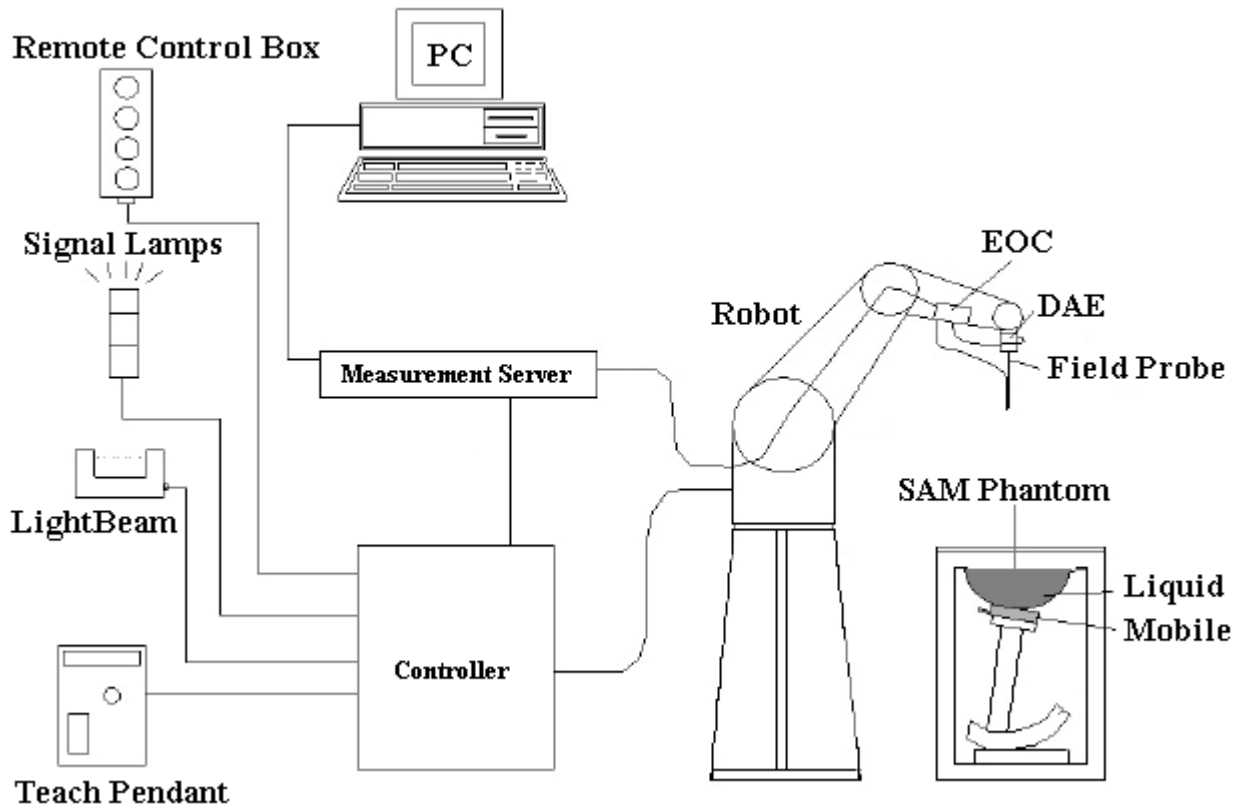 Remote Control Box
PC
Signal Lamps
EOC
Robot
DAE
Field Probe
Measurement Server
LightBeam
SAM Phantom
Liquid
Mobile
Controller
Teach Pendant